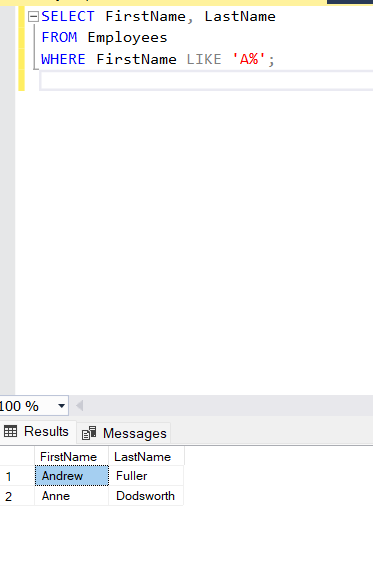 SELECT FirstName, LastName
FROM Employees
WHERE FirstName LIKE 'A%';
100 %
Results Messages
FirstName LastName
1 Andrew Fuller
2 Anne Dodsworth